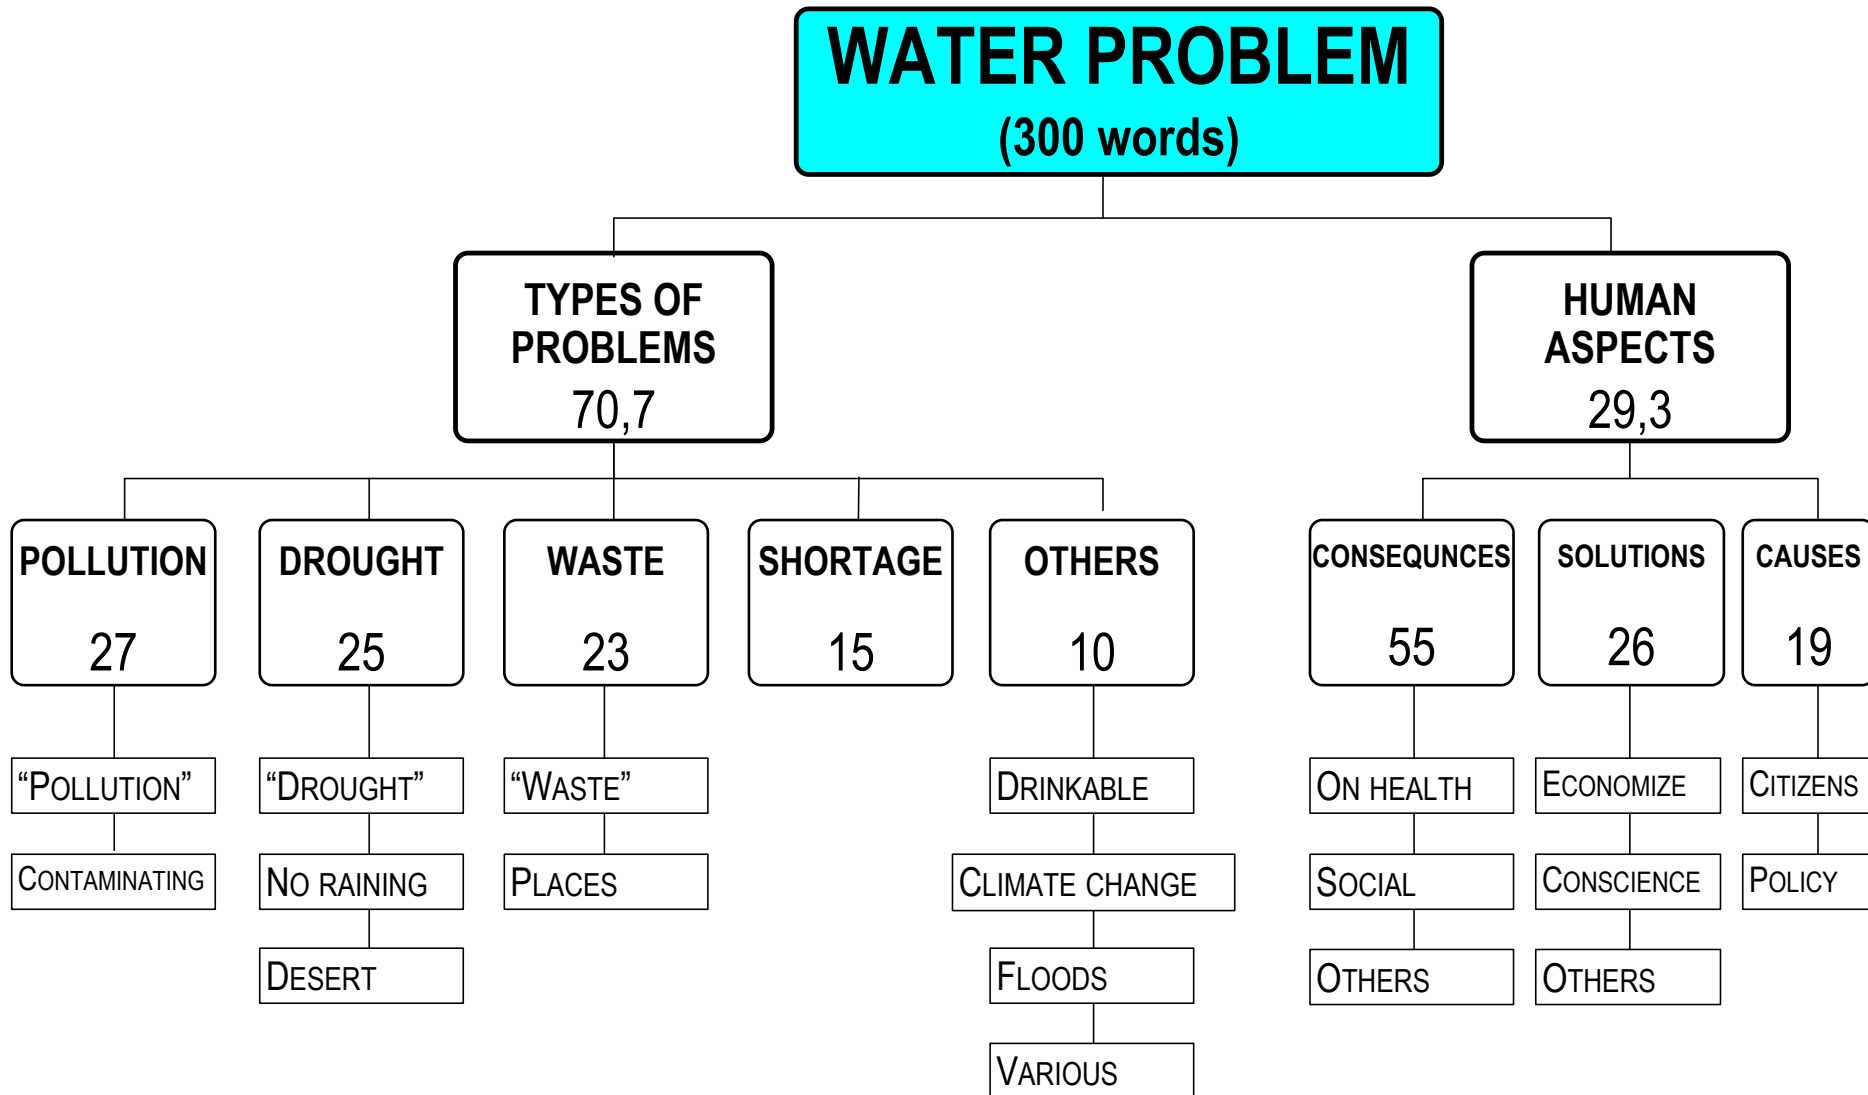 WATER PROBLEM
(300 words)
TYPES OF
PROBLEMS
70,7
HUMAN
ASPECTS
29,3
POLLUTION
27
DROUGHT
25
WASTE
23
SHORTAGE
15
OTHERS
10
CONSEQUNCES
55
SOLUTIONS
26
CAUSES
19
“POLLUTION”
CONTAMINATING
“DROUGHT”
NO RAINING
DESERT
“WASTE”
PLACES
DRINKABLE
CLIMATE CHANGE
FLOODS
VARIOUS
ON HEALTH
SOCIAL
OTHERS
ECONOMIZE
CONSCIENCE
OTHERS
CITIZENS
POLICY